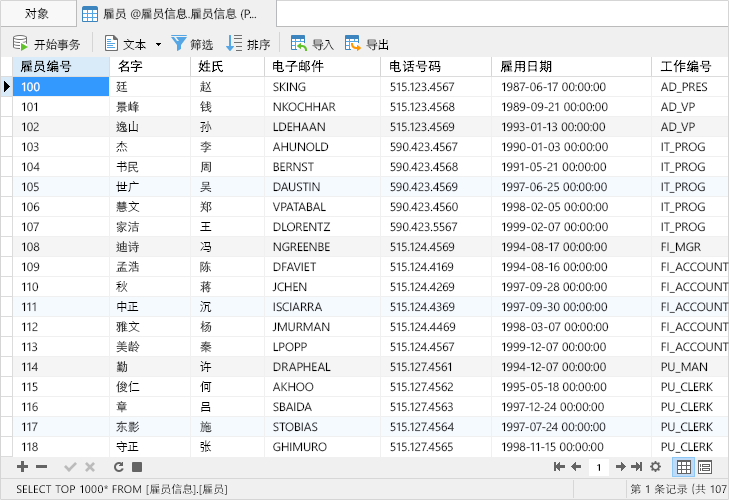 对象 雇员 @雇员信息.雇员信息 (P...
开始事务 文本 筛选 排序 导入 导出
雇员编号 名字 姓氏 电子邮件 电话号码 雇用日期 工作编号
100 廷 赵 SKING 515.123.4567 1987-06-17 00:00:00 AD_PRES
101 景峰 钱 NKOCHHAR 515.123.4568 1989-09-21 00:00:00 AD_VP
102 逸山 孙 LDEHAAN 515.123.4569 1993-01-13 00:00:00 AD_VP
103 杰 李 AHUNOLD 590.423.4567 1990-01-03 00:00:00 IT_PROG
104 书民 周 BERNST 590.423.4568 1991-05-21 00:00:00 IT_PROG
105 世广 吴 DAUSTIN 590.423.4569 1997-06-25 00:00:00 IT_PROG
106 慧文 郑 VPATABAL 590.423.4560 1998-02-05 00:00:00 IT_PROG
107 家洁 王 DLORENTZ 590.423.5567 1999-02-07 00:00:00 IT_PROG
108 迪诗 冯 NGREENBE 515.124.4569 1994-08-17 00:00:00 FI_MGR
109 孟浩 陈 DFAVIET 515.124.4169 1994-08-16 00:00:00 FI_ACCOUNT
110 秋 蒋 JCHEN 515.124.4269 1997-09-28 00:00:00 FI_ACCOUNT
111 中正 沉 ISCIARRA 515.124.4369 1997-09-30 00:00:00 FI_ACCOUNT
112 雅文 杨 JMURMAN 515.124.4469 1998-03-07 00:00:00 FI_ACCOUNT
113 美龄 秦 LPOPP 515.124.4567 1999-12-07 00:00:00 FI_ACCOUNT
114 勤 许 DRAPHEAL 515.127.4561 1994-12-07 00:00:00 PU_MAN
115 俊仁 何 AKHOO 515.127.4562 1995-05-18 00:00:00 PU_CLERK
116 章 吕 SBAIDA 515.127.4563 1997-12-24 00:00:00 PU_CLERK
117 东影 施 STOBIAS 515.127.4564 1997-07-24 00:00:00 PU_CLERK
118 守正 张 GHIMURO 515.127.4565 1998-11-15 00:00:00 PU_CLERK
1
SELECT TOP 1000* FROM [雇员信息].[雇员] 第 1 条记录 (共 107